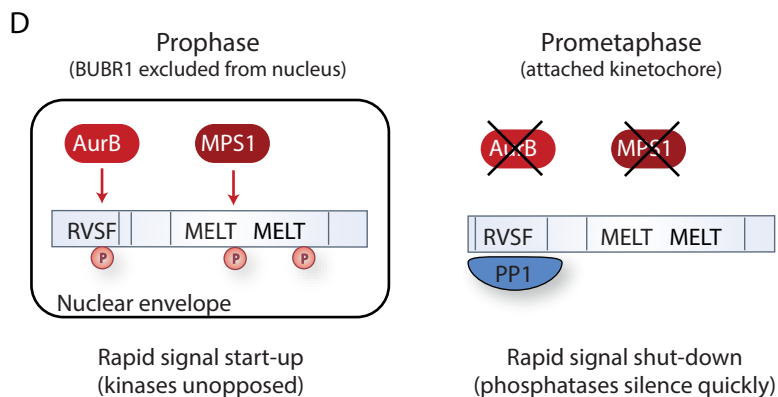 D
Prophase
(BUBR1 excluded from nucleus)
AurB
MPS1
RVSF
MELT MELT
P
P
P
Nuclear envelope
Rapid signal start-up
(kinases unopposed)
Prometaphase
(attached kinetochore)
AurB
MPS1
RVSF
MELT MELT
PP1
Rapid signal shut-down
(phosphatases silence quickly)